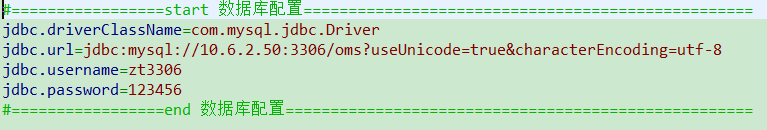 #=================start 数据库配置====================================================
jdbc.driverClassName=com.mysql.jdbc.Driver
jdbc.url=jdbc:mysql://10.6.2.50:3306/oms?useUnicode=true&characterEncoding=utf-8
jdbc.username=zt3306
jdbc.password=123456
#=================end 数据库配置======================================================